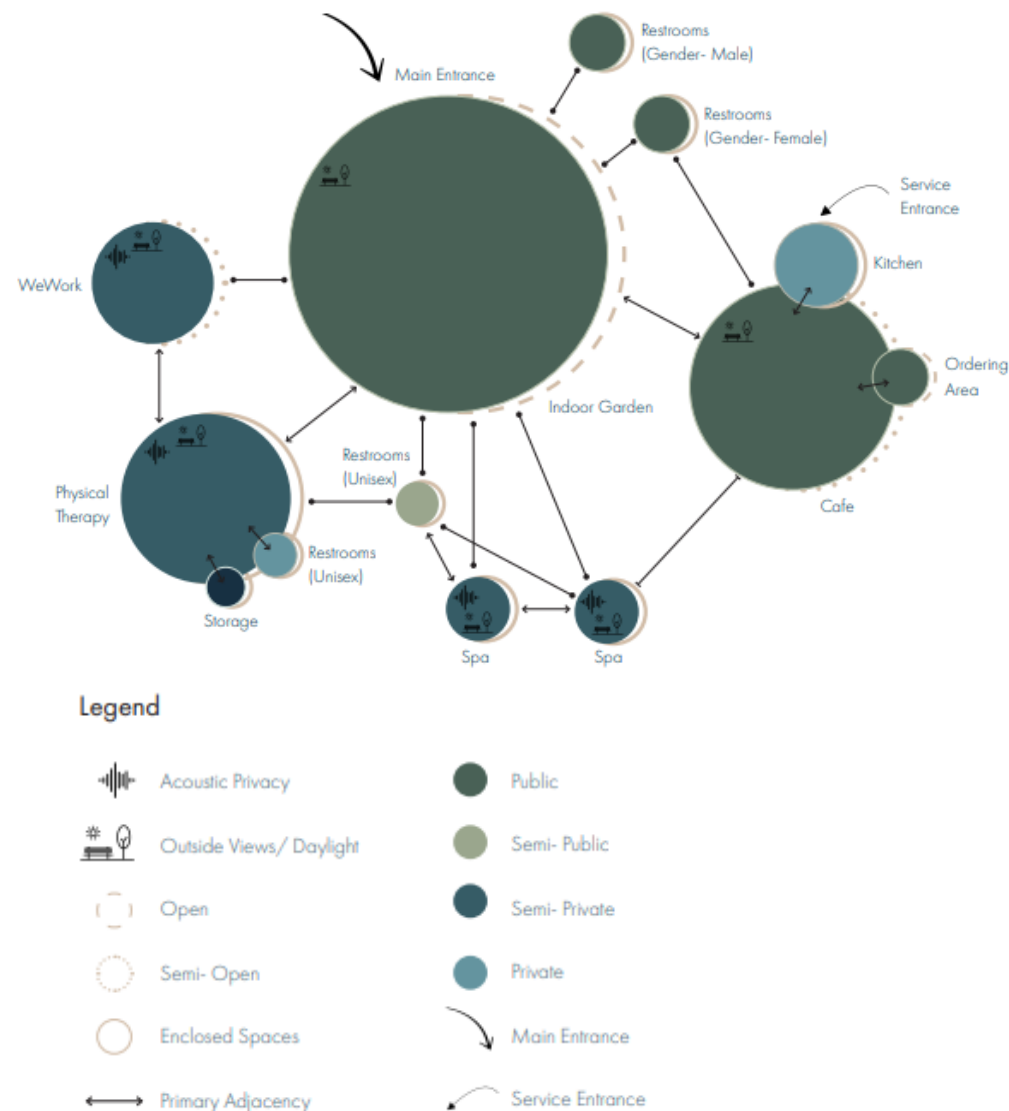 Restrooms
(Gender- Male)
Main Entrance
Restrooms
(Gender- Female)
Service
Entrance
Kitchen
WeWork
Ordering
Area
Indoor Garden
Restrooms
(Unisex)
Physical
Therapy
Cafe
Restrooms
(Unisex)
Storage
Spa
Spa
Legend
Acoustic Privacy
Public
Outside Views/ Daylight
Semi- Public
Open
Semi- Private
Semi- Open
Private
Enclosed Spaces
Main Entrance
Primary Adjacency
Service Entrance